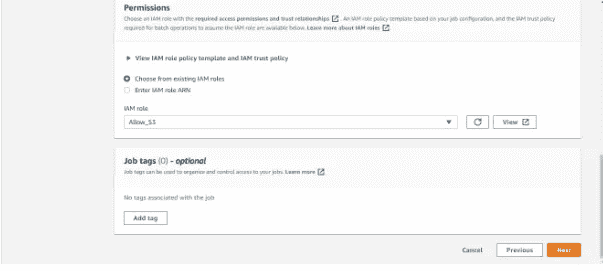 Permissions
Choose an IAM role with the required access permissions and trust relationships. An IAM role policy template based on your job configuration, and the IAM trust policy
required for batch operations to assume the IAM role are available below. Learn more about IAM roles
View IAM role policy template and IAM trust policy
Choose from existing IAM roles
Enter IAM role ARN
IAM role
Allow_S3
View
Job tags (0) - optional
Job tags can be used to organize and control access to your jobs. Learn more
No tags associated with the job
Add tag
Cancel
Previous
Next